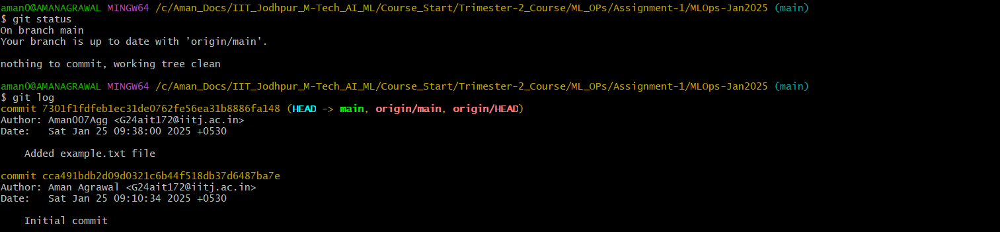 aman0@AMANAGRAWAL MINGW64 /c/Aman_Docs/IIT_Jodhpur_M-Tech_AI_ML/Course_Start/Trimester-2_Course/ML_OPs/Assignment-1/MLOps-Jan2025 (main)
$ git status
On branch main
Your branch is up to date with 'origin/main'.
nothing to commit, working tree clean
aman0@AMANAGRAWAL MINGW64 /c/Aman_Docs/IIT_Jodhpur_M-Tech_AI_ML/Course_Start/Trimester-2_Course/ML_OPs/Assignment-1/MLOps-Jan2025 (main)
$ git log
commit 7301f1fdfeb1ec31de0762fe56ea31b8886fa148 (HEAD -> main, origin/main, origin/HEAD)
Author: Aman007Agg <G24ait172@iitj.ac.in>
Date:   Sat Jan 25 09:38:00 2025 +0530
Added example.txt file
commit cca491bdb2d09d0321c6b44f518db37d6487ba7e
Author: Aman Agrawal <G24ait172@iitj.ac.in>
Date:   Sat Jan 25 09:10:34 2025 +0530
Initial commit